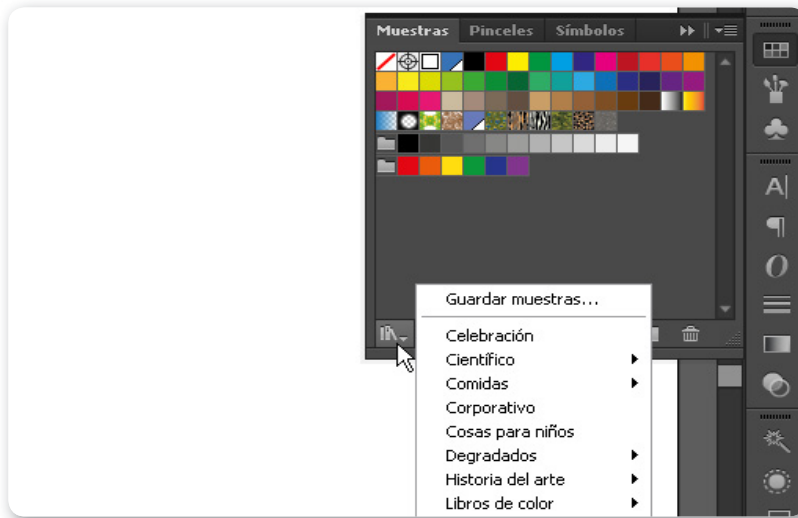 Muestras Pinceles Símbolos
Guardar muestras...
Celebración
Científico
Comidas
Corporativo
Cosas para niños
Degradados
Historia del arte
Libros de color